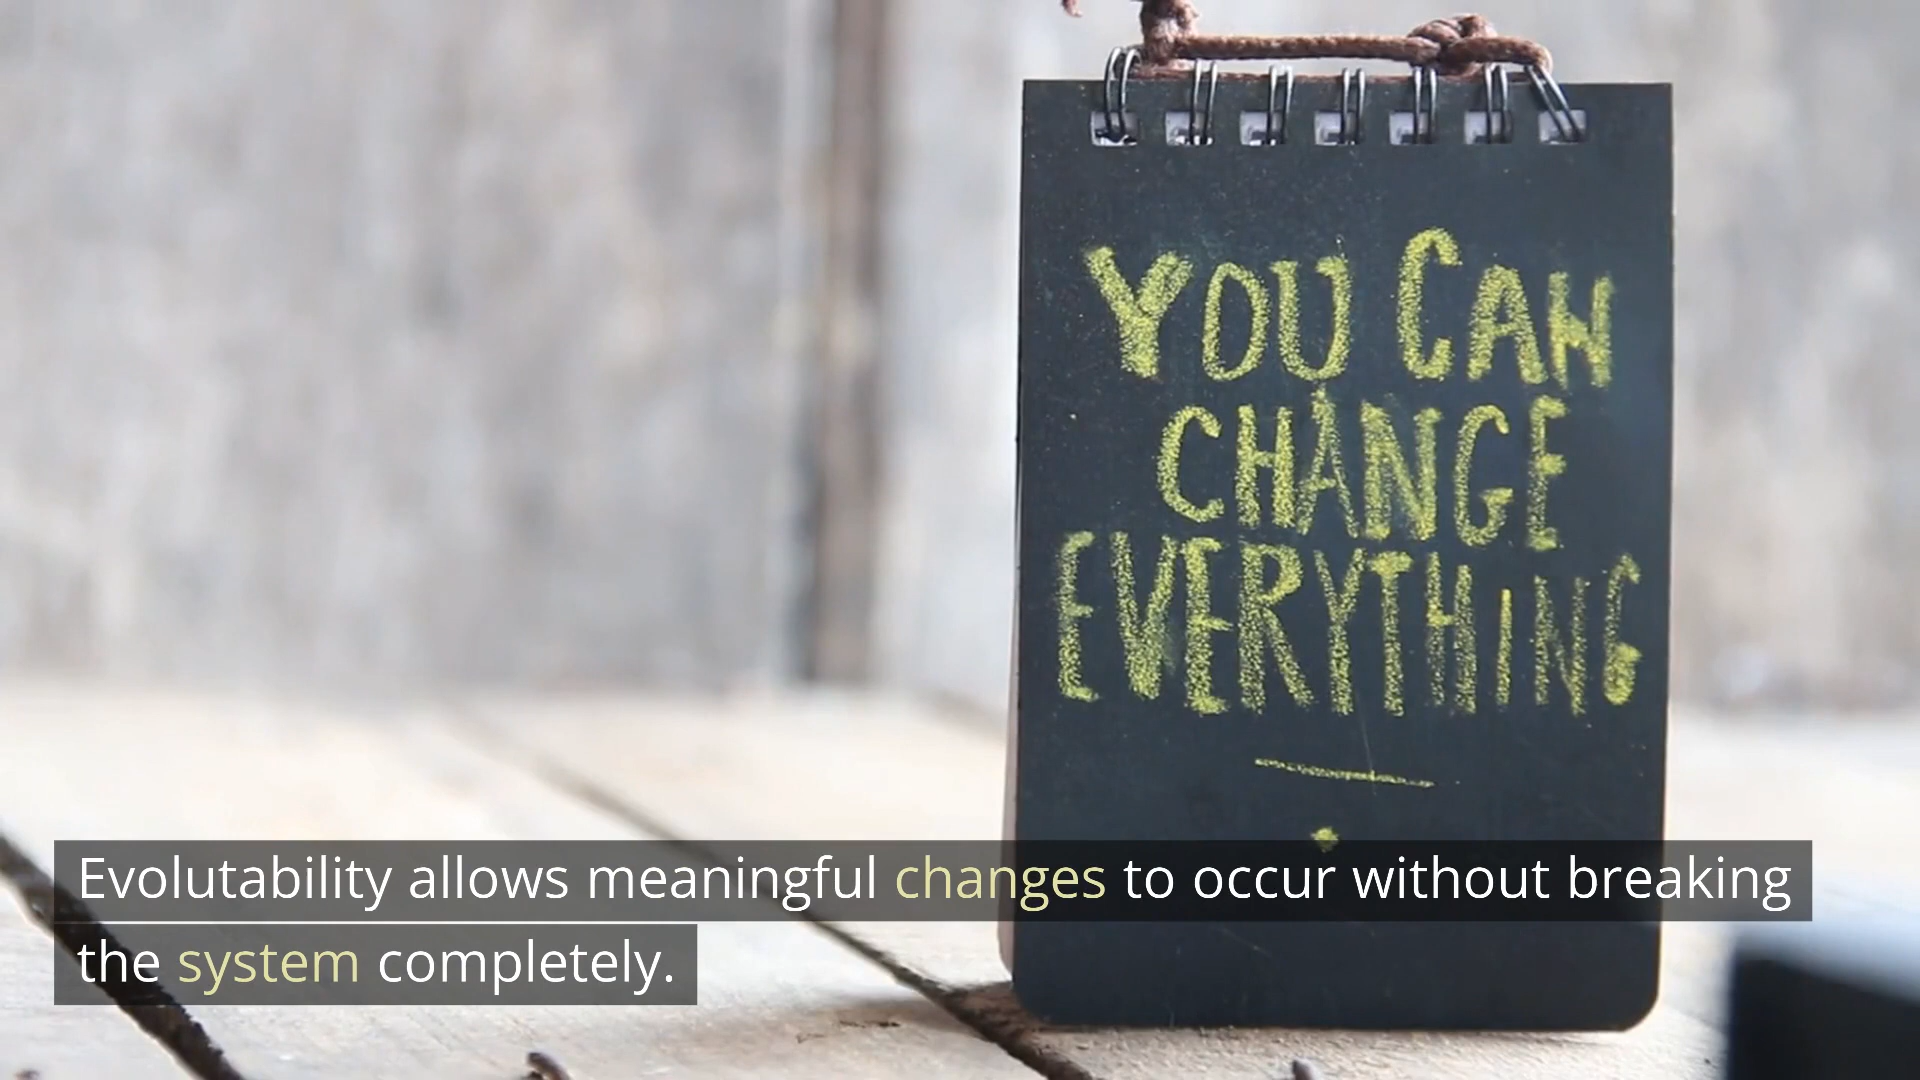 YOU CAN
CHANGE
EVERYTHING
Evolutability allows meaningful changes to occur without breaking
the system completely.